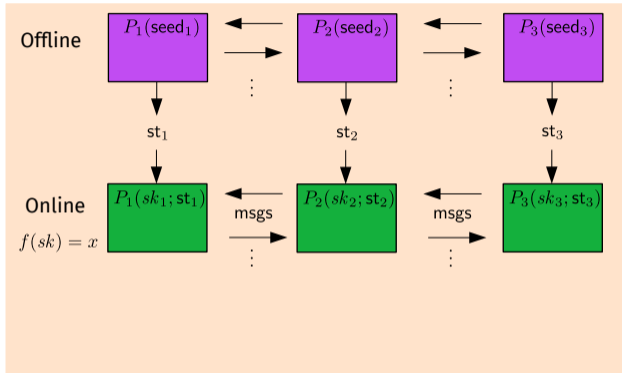 Offline
P₁(seed₁) P₂(seed₂) P₃(seed₃)
st₁ st₂ st₃
Online
P₁(sk₁; st₁) P₂(sk₂; st₂) P₃(sk₃; st₃)
msgs msgs
f(sk) = x